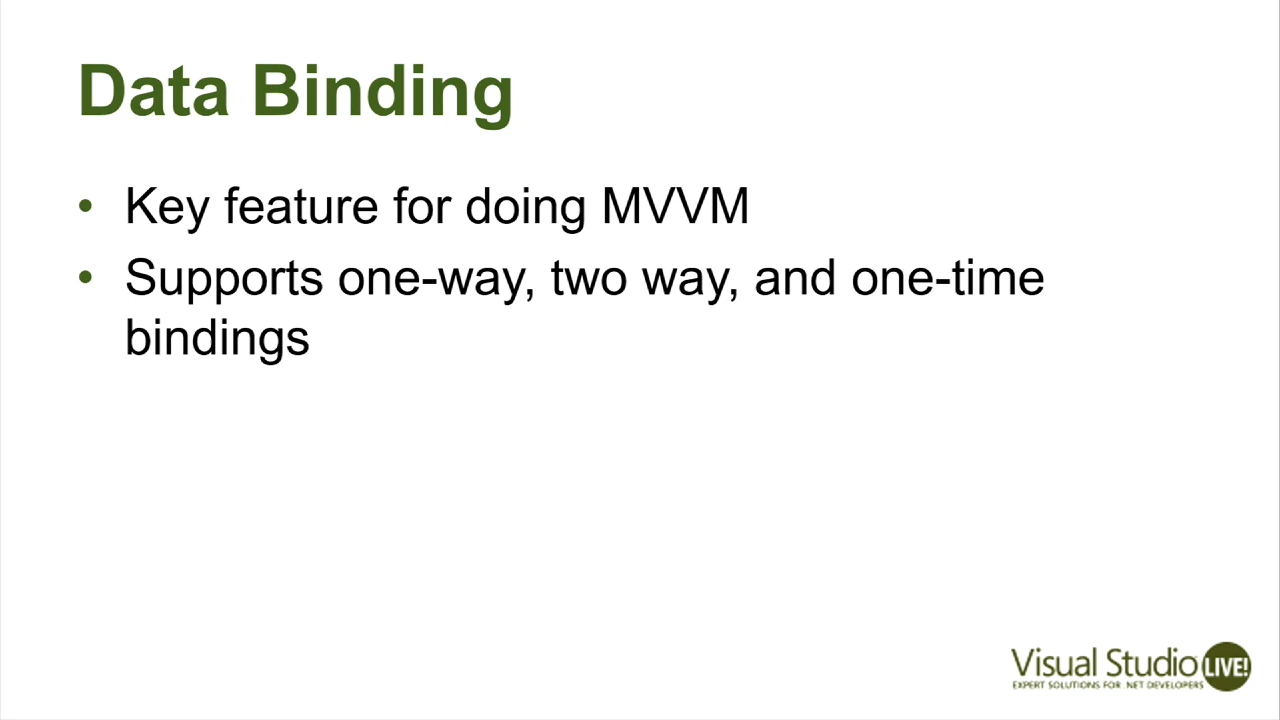 Data Binding
• Key feature for doing MVVM
• Supports one-way, two way, and one-time
bindings
Visual Studio LIVE!
EXPERT SOLUTIONS FOR .NET DEVELOPERS